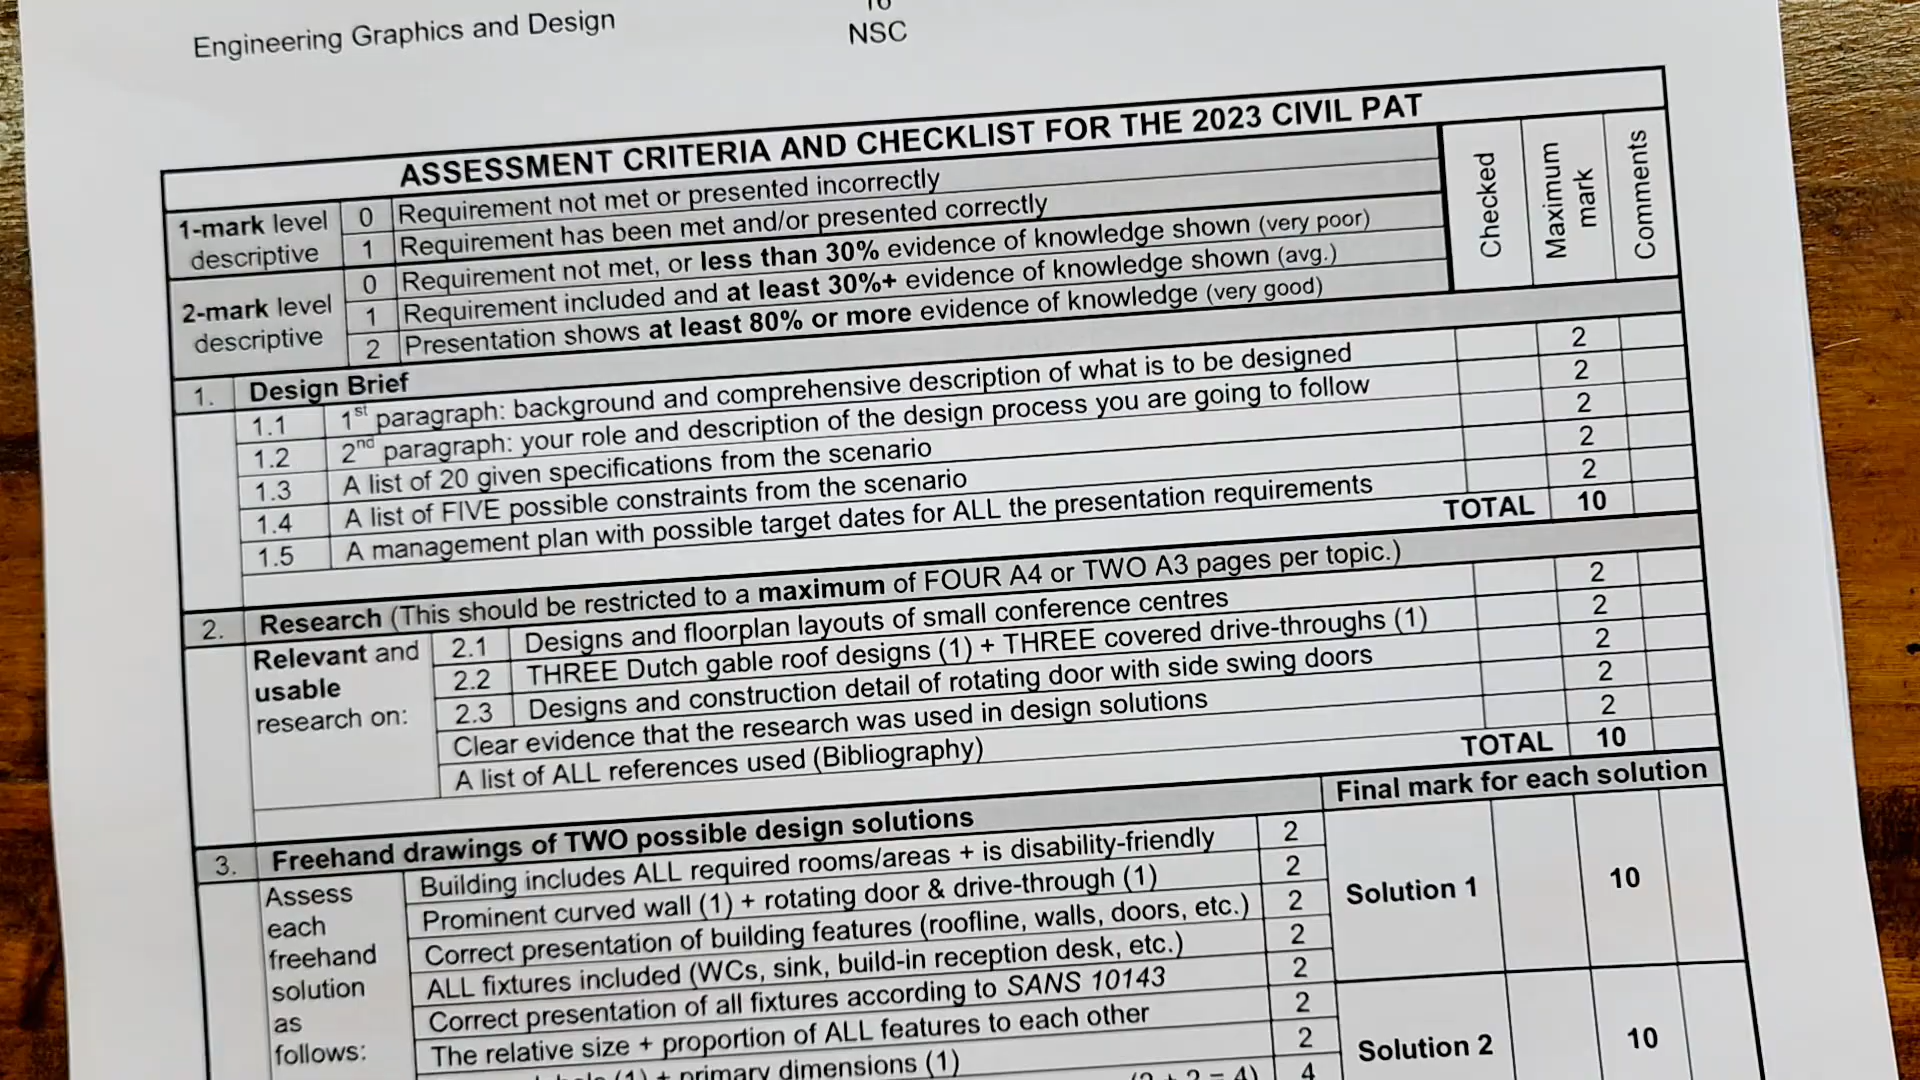 16
Engineering Graphics and Design
NSC
ASSESSMENT CRITERIA AND CHECKLIST FOR THE 2023 CIVIL PAT
1-mark level descriptive
0 Requirement not met or presented incorrectly
1 Requirement has been met and/or presented correctly
2-mark level descriptive
0 Requirement not met, or less than 30% evidence of knowledge shown (very poor)
1 Requirement included and at least 30%+ evidence of knowledge shown (avg.)
2 Presentation shows at least 80% or more evidence of knowledge (very good)
Checked
Maximum mark
Comments
1. Design Brief
1.1 1st paragraph: background and comprehensive description of what is to be designed 2
1.2 2nd paragraph: your role and description of the design process you are going to follow 2
1.3 A list of 20 given specifications from the scenario 2
1.4 A list of FIVE possible constraints from the scenario 2
1.5 A management plan with possible target dates for ALL the presentation requirements 2
TOTAL 10
2. Research (This should be restricted to a maximum of FOUR A4 or TWO A3 pages per topic.)
Relevant and usable research on:
2.1 Designs and floorplan layouts of small conference centres 2
2.2 THREE Dutch gable roof designs (1) + THREE covered drive-throughs (1) 2
2.3 Designs and construction detail of rotating door with side swing doors 2
Clear evidence that the research was used in design solutions 2
A list of ALL references used (Bibliography) 2
TOTAL 10
3. Freehand drawings of TWO possible design solutions
Final mark for each solution
Assess each freehand solution as follows:
Building includes ALL required rooms/areas + is disability-friendly 2
Prominent curved wall (1) + rotating door & drive-through (1) 2
Correct presentation of building features (roofline, walls, doors, etc.) 2
ALL fixtures included (WCs, sink, build-in reception desk, etc.) 2
Correct presentation of all fixtures according to SANS 10143 2
The relative size + proportion of ALL features to each other 2
(1) + primary dimensions (1) 2
(2 + 2 = 4) 4
Solution 1 10
Solution 2 10